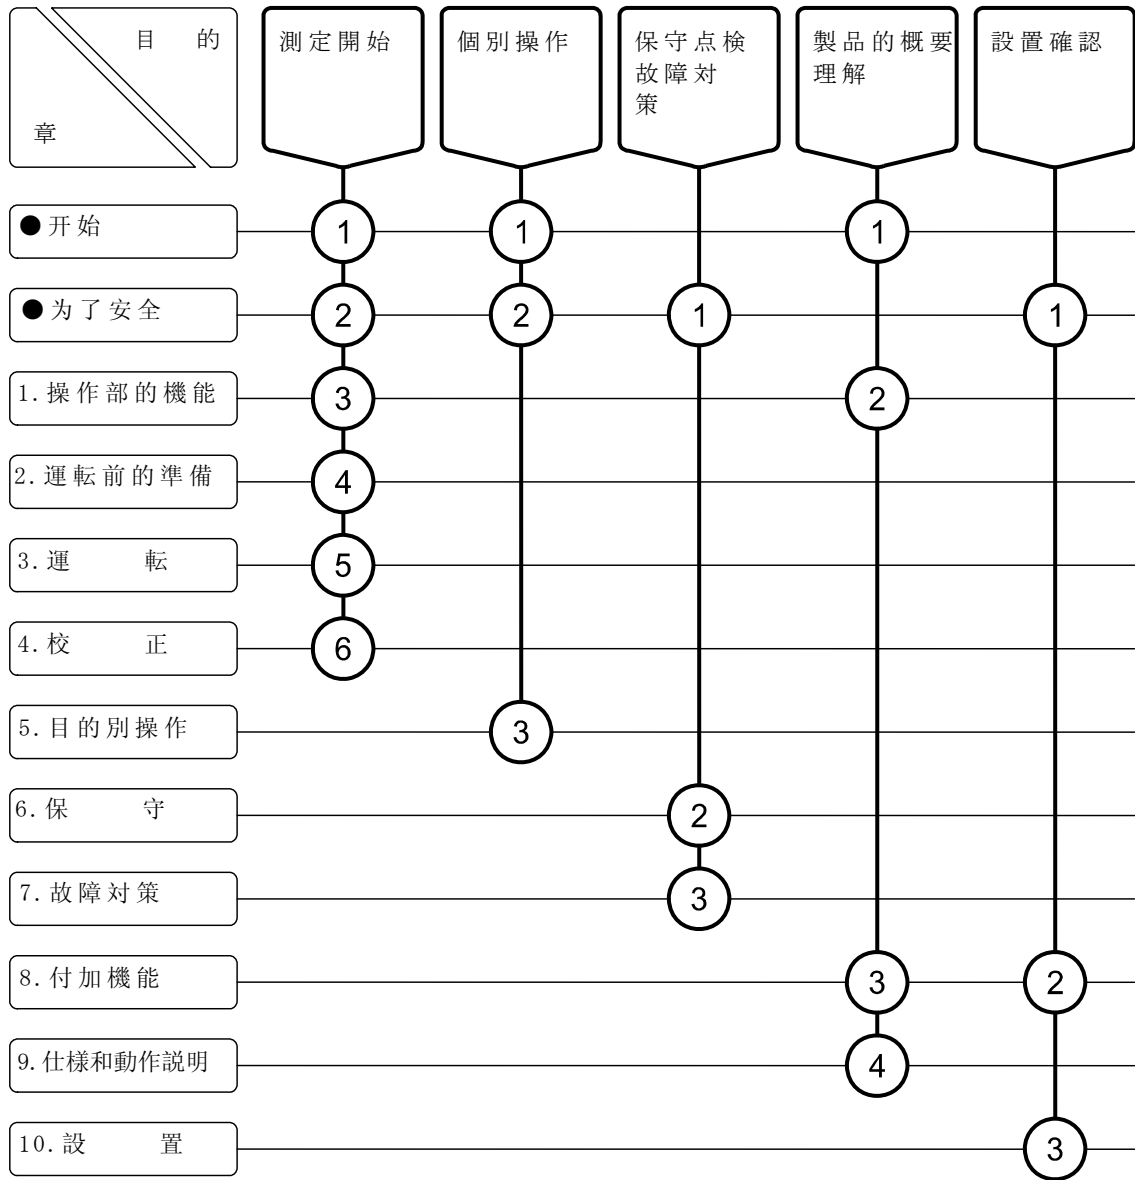 目 的
章
測定開始
個別操作
保守点検
故障対
策
製品的概要
理解
設置確認
●开始
1
1
1
●为了安全
2
2
1
1
1.操作部的機能
3
2
2.運転前的準備
4
3.運 転
5
4.校 正
6
5.目的別操作
3
6.保 守
2
7.故障対策
3
8.付加機能
3
2
9.仕様和動作説明
4
10.設 置
3